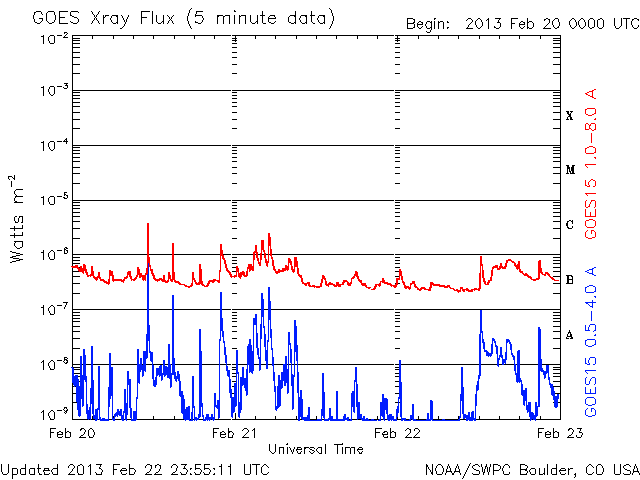 GOES Xray Flux (5 minute data)
Begin: 2013 Feb 20 0000 UTC
10-2
10-3
10-4
10-5
10-6
10-7
10-8
10-9
Watts m-2
X
M
C
B
A
GOES15 1.0-8.0 A
GOES15 0.5-4.0 A
Feb 20
Feb 21
Feb 22
Feb 23
Universal Time
Updated 2013 Feb 22 23:55:11 UTC
NOAA/SWPC Boulder, CO USA